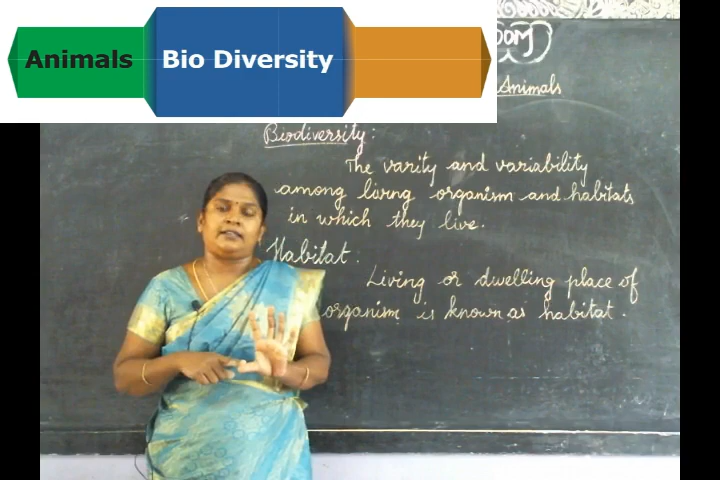 Animals Bio Diversity
Animals
Biodiversity :
The varity and variability
among living organism and habitats
in which they live.
Habitat :
Living or dwelling place of
organism is known as habitat .